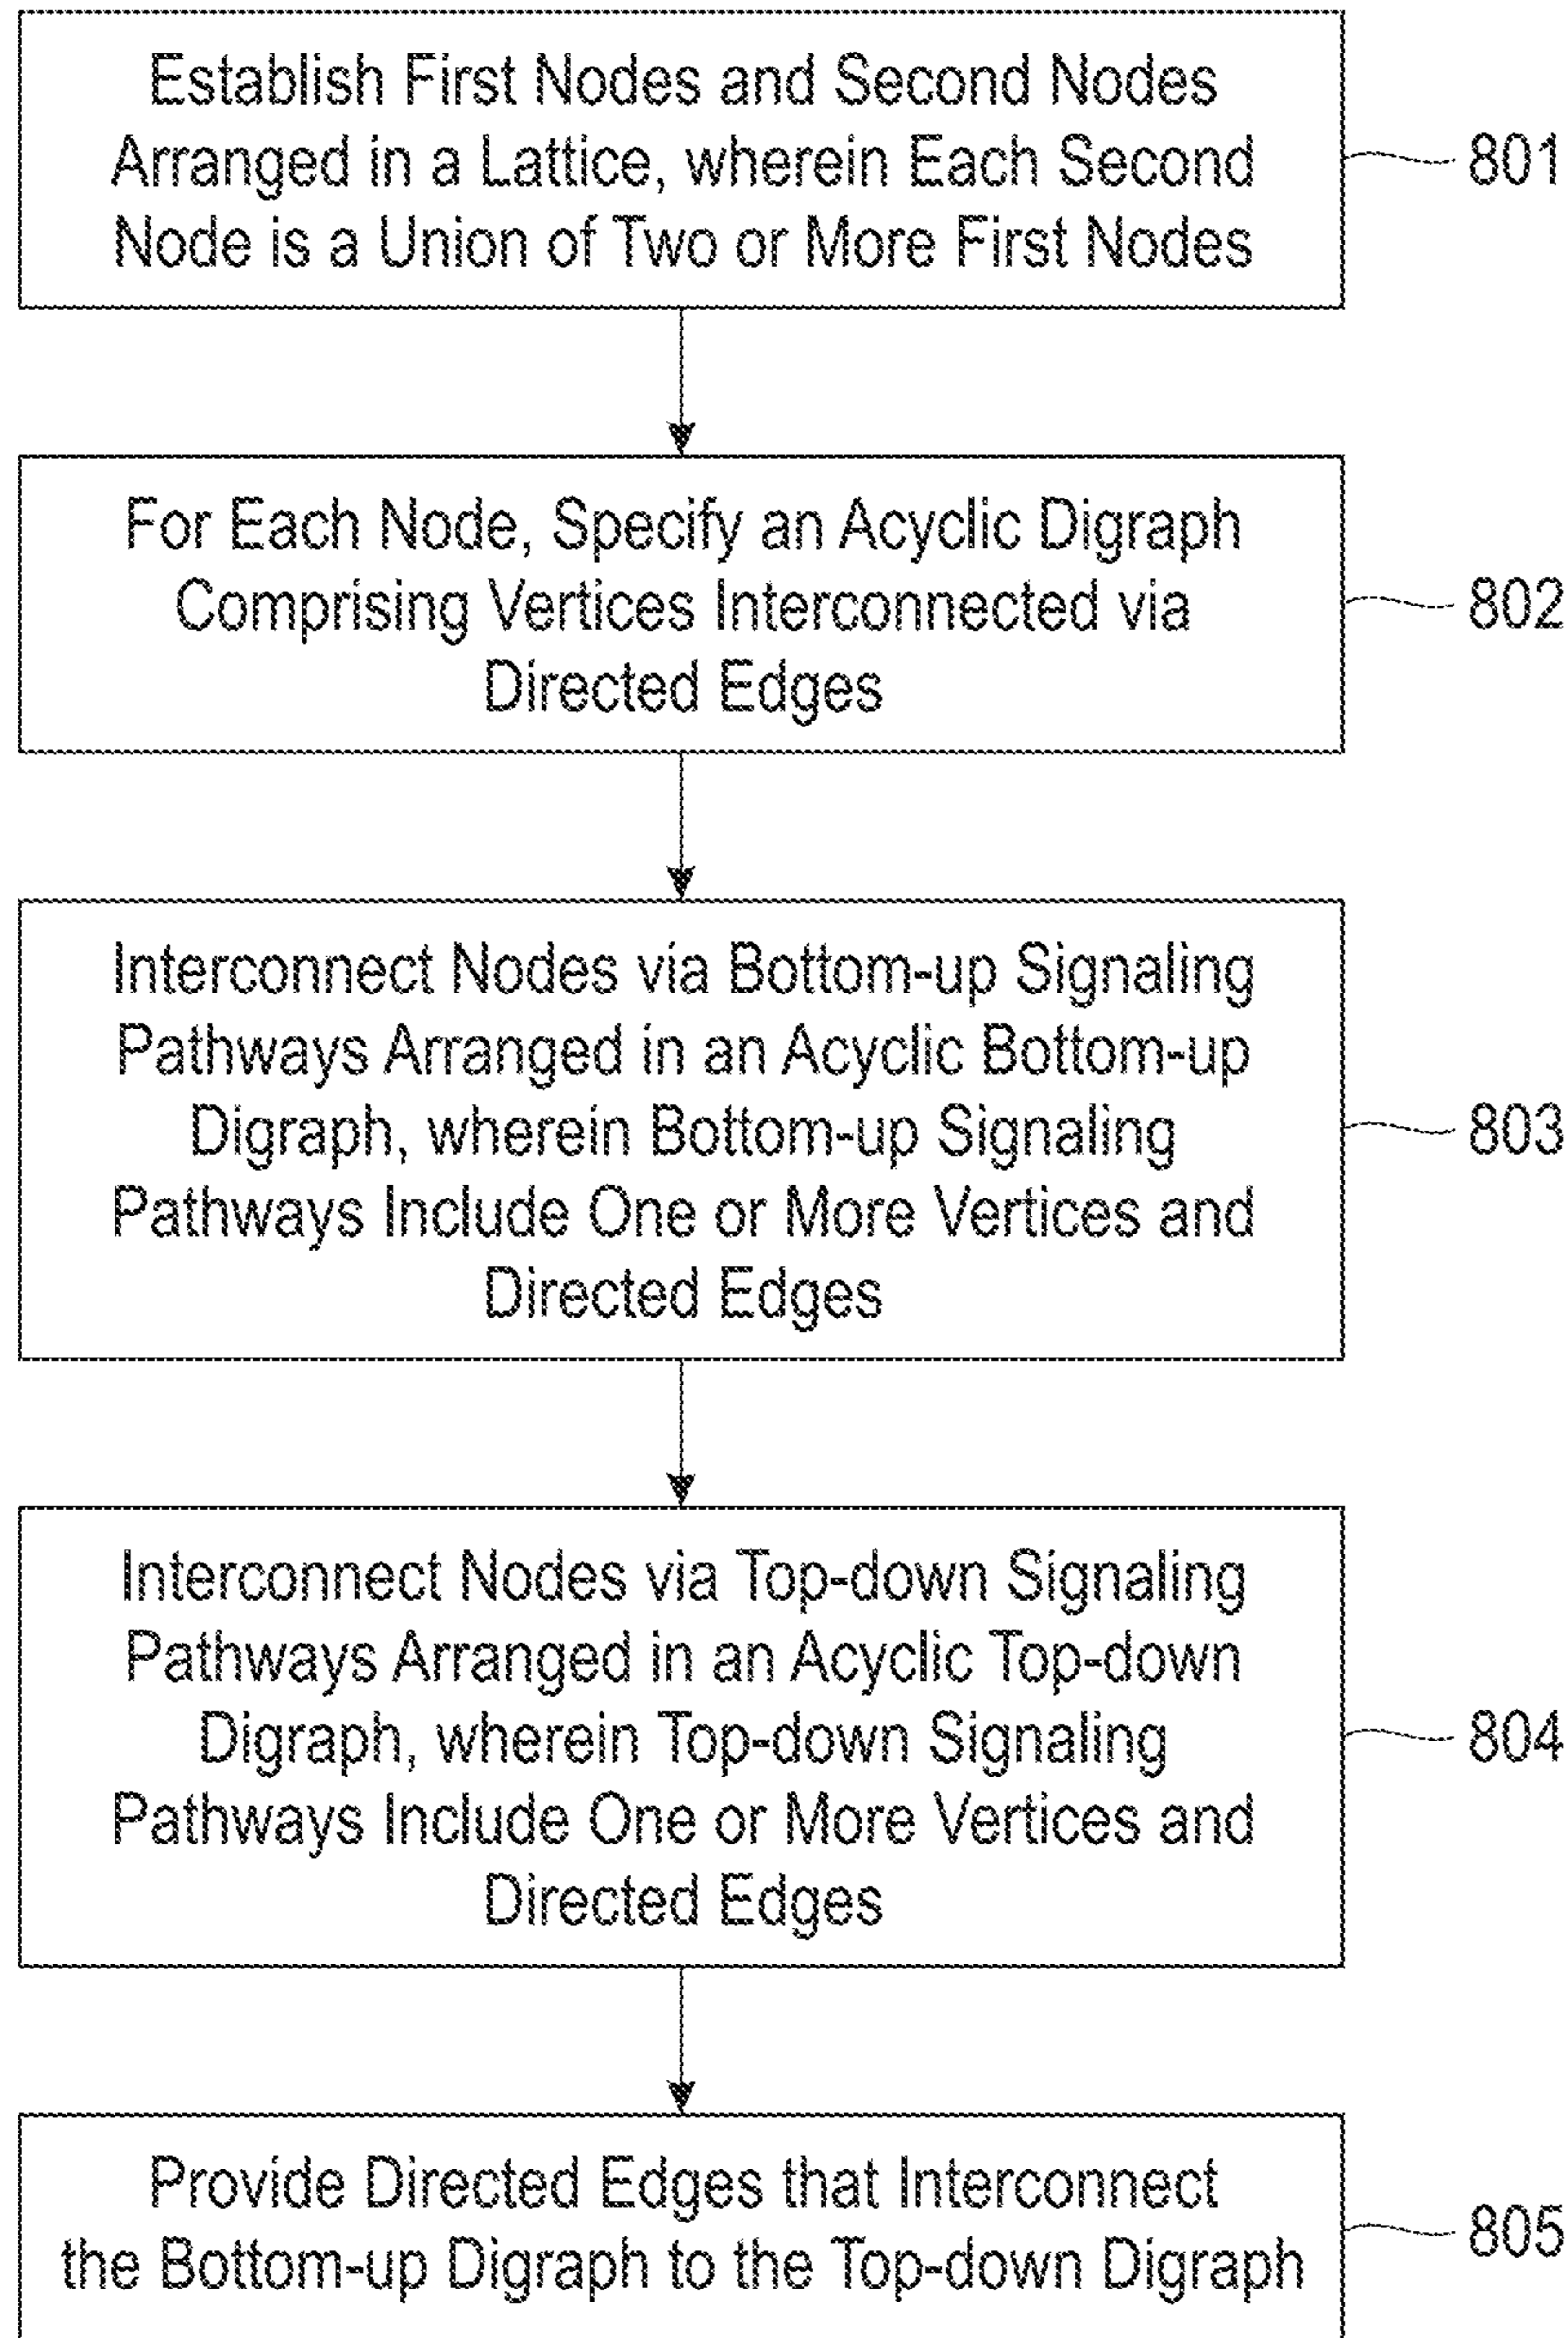 Establish First Nodes and Second Nodes
Arranged in a Lattice, wherein Each Second
Node is a Union of Two or More First Nodes
801
For Each Node, Specify an Acyclic Digraph
Comprising Vertices Interconnected via
Directed Edges
802
Interconnect Nodes via Bottom-up Signaling
Pathways Arranged in an Acyclic Bottom-up
Digraph, wherein Bottom-up Signaling
Pathways Include One or More Vertices and
Directed Edges
803
Interconnect Nodes via Top-down Signaling
Pathways Arranged in an Acyclic Top-down
Digraph, wherein Top-down Signaling
Pathways Include One or More Vertices and
Directed Edges
804
Provide Directed Edges that Interconnect
the Bottom-up Digraph to the Top-down Digraph
805